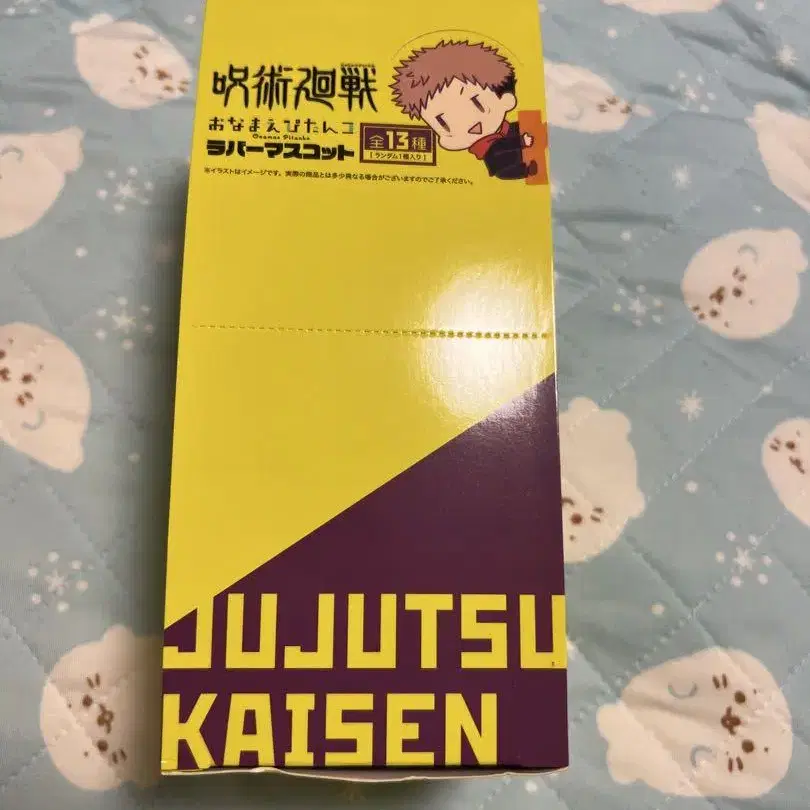 呪術廻戦
おなまえぴたんコ
Onamae Pitanko
ラバーマスコット
全13種
[ランダム1種入り]
※イラストはイメージです。実際の商品とは多少異なる場合がございますのでご了承ください。
JUJUTSU
KAISEN